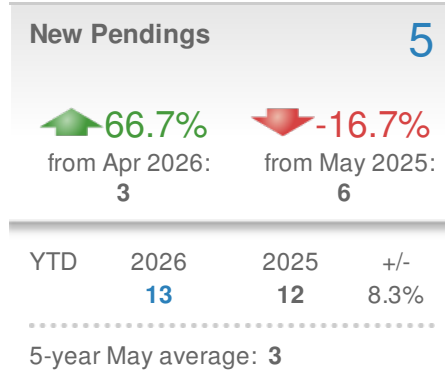 New Pendings 5
66.7% -16.7%
from Apr 2026: from May 2025:
3 6
YTD 2026 2025 +/-
13 12 8.3%
5-year May average: 3